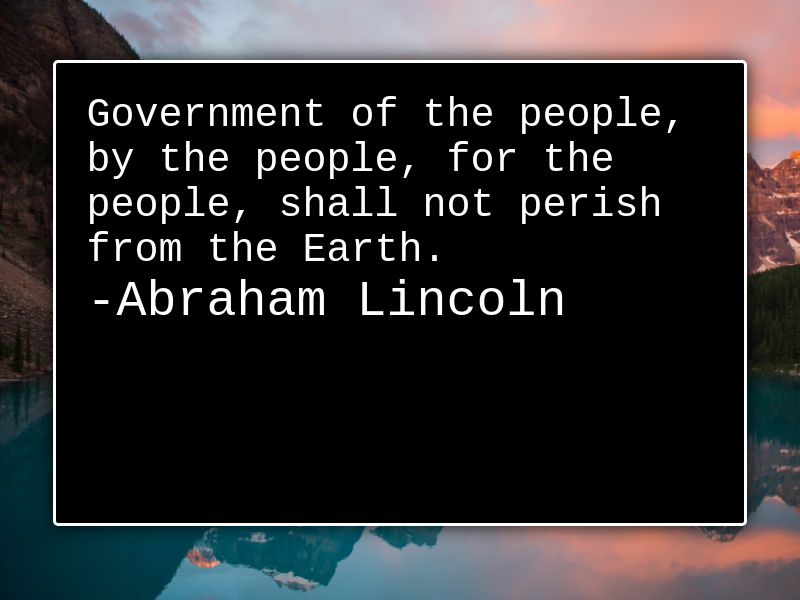 Government of the people,
by the people, for the
people, shall not perish
from the Earth.
-Abraham Lincoln